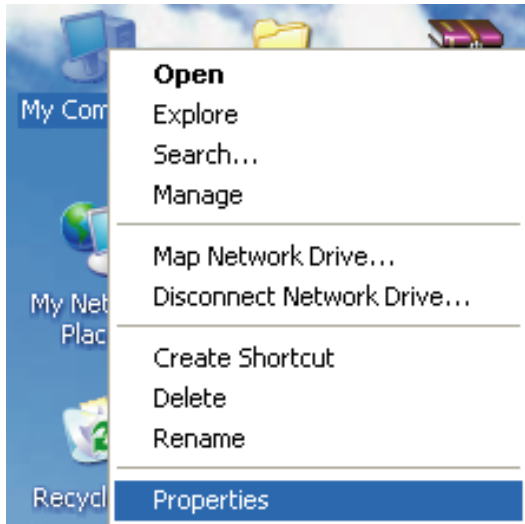 My Com
Open
Explore
Search...
Manage
My Net
Plac
Map Network Drive...
Disconnect Network Drive...
Create Shortcut
Delete
Rename
Recycl
Properties